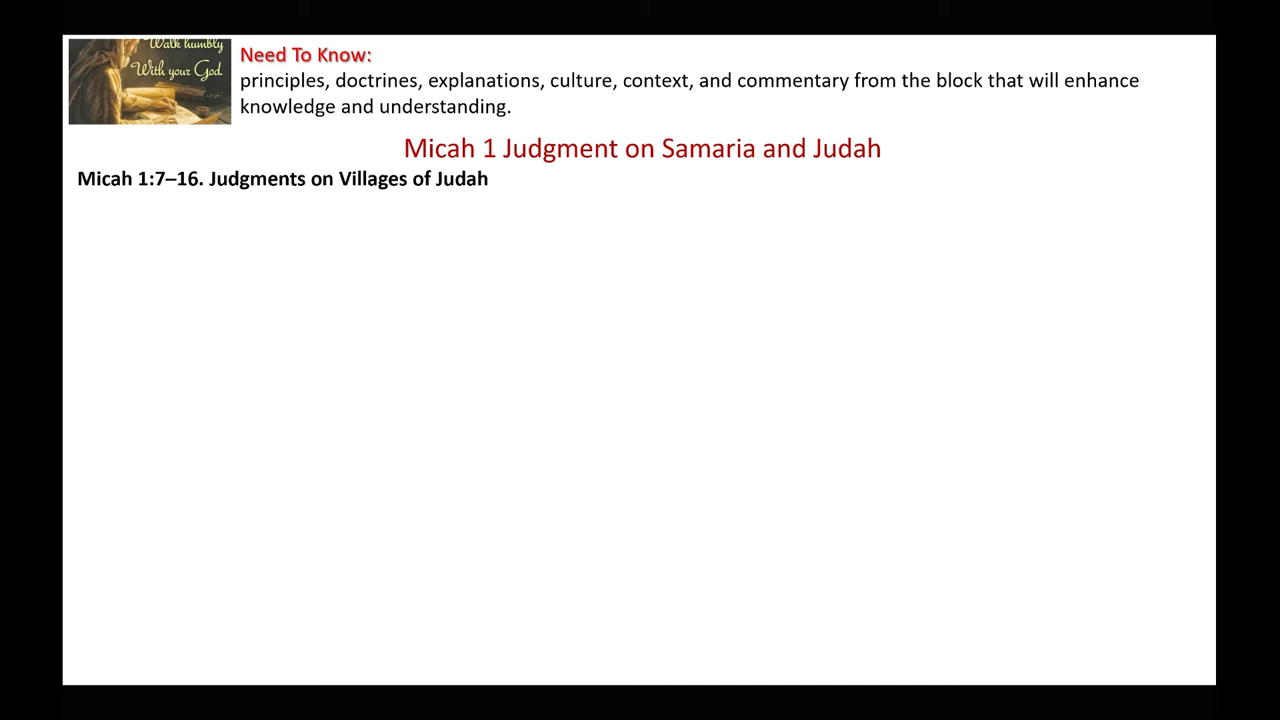 Walk humbly
With your God.
Need To Know:
principles, doctrines, explanations, culture, context, and commentary from the block that will enhance
knowledge and understanding.
Micah 1 Judgment on Samaria and Judah
Micah 1:7–16. Judgments on Villages of Judah